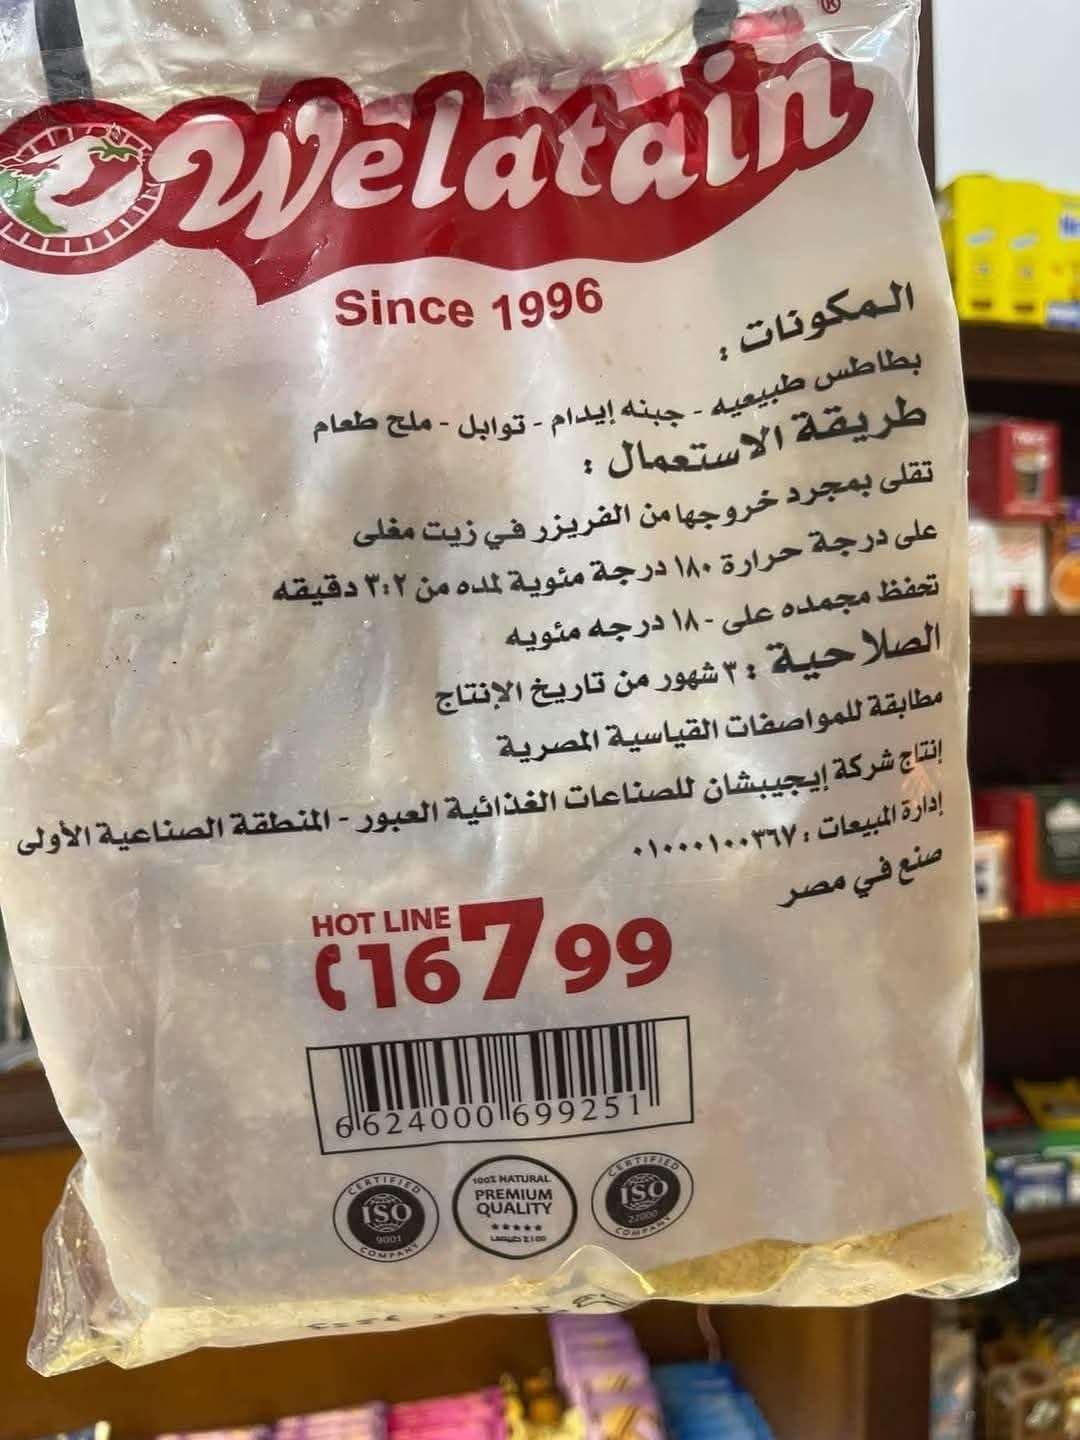 ®
Welatain
Since 1996
المكونات :
بطاطس طبيعيه - جبنه إيدام - توابل - ملح طعام
طريقة الاستعمال :
تقلى بمجرد خروجها من الفريزر في زيت مغلى
على درجة حرارة ١٨٠ درجة مئوية لمده من ٣:٢ دقيقه
تحفظ مجمده على -١٨ درجه مئويه
الصلاحية : ٣ شهور من تاريخ الإنتاج
مطابقة للمواصفات القياسية المصرية
إنتاج شركة إيجيبشان للصناعات الغذائية العبور - المنطقة الصناعية الأولى
إدارة المبيعات : ٠١٠٠٠١٠٠٣٦٧
صنع في مصر
HOT LINE
16799
6 624000 699251
CERTIFIED
ISO
9001
COMPANY
100% NATURAL
PREMIUM
QUALITY
CERTIFIED
ISO
22000
COMPANY